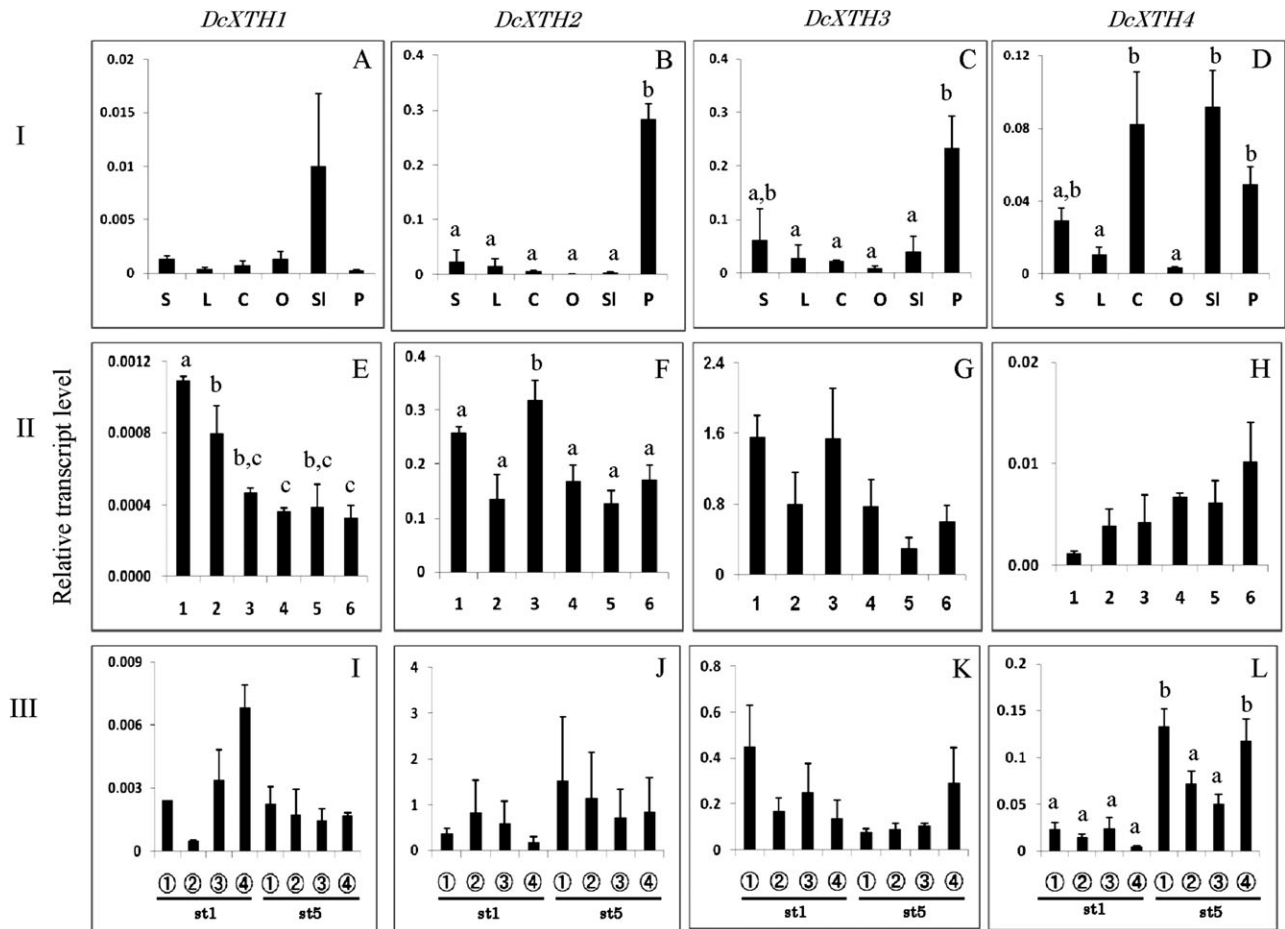 DcXTH1 DcXTH2 DcXTH3 DcXTH4
I
II
III
Relative transcript level
A
0.02
0.015
0.01
0.005
0
S L C O Sl P
B
0.4
0.3
0.2
0.1
0
a a a a a b
S L C O Sl P
C
0.4
0.3
0.2
0.1
0
a,b a a a a b
S L C O Sl P
D
0.12
0.08
0.04
0
a,b a b a b b
S L C O Sl P
E
0.0012
0.0008
0.0004
0.0000
a b b,c c b,c c
1 2 3 4 5 6
F
0.4
0.3
0.2
0.1
0
a a b a a a
1 2 3 4 5 6
G
2.4
1.6
0.8
0
1 2 3 4 5 6
H
0.02
0.01
0.00
1 2 3 4 5 6
I
0.009
0.006
0.003
0
① ② ③ ④ ① ② ③ ④
st1 st5
J
4
3
2
1
0
① ② ③ ④ ① ② ③ ④
st1 st5
K
0.8
0.6
0.4
0.2
0
① ② ③ ④ ① ② ③ ④
st1 st5
L
0.2
0.15
0.1
0.05
0
a a a a b a a b
① ② ③ ④ ① ② ③ ④
st1 st5